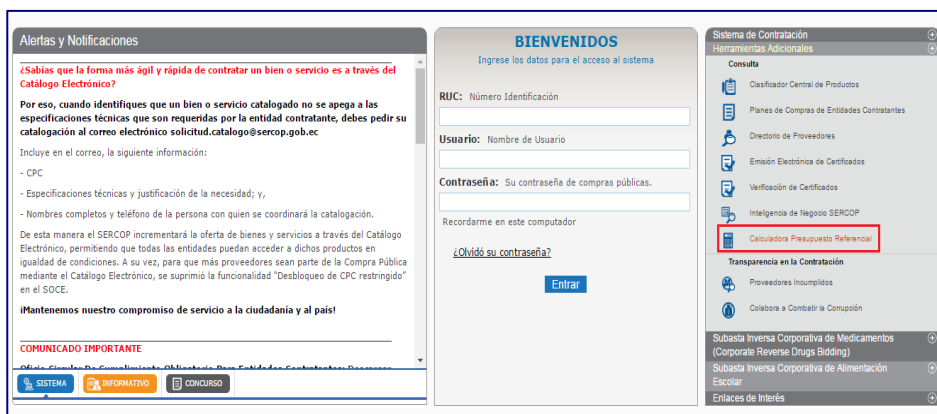 Alertas y Notificaciones
¿Sabías que la forma más ágil y rápida de contratar un bien o servicio es a través del
Catálogo Electrónico?
Por eso, cuando identifiques que un bien o servicio catalogado no se apega a las
especificaciones técnicas que son requeridas por la entidad contratante, debes pedir su
catalogación al correo electrónico solicitud.catalogo@sercop.gob.ec
Incluye en el correo, la siguiente información:
- CPC
- Especificaciones técnicas y justificación de la necesidad; y,
- Nombres completos y teléfono de la persona con quien se coordinará la catalogación.
De esta manera el SERCOP incrementará la oferta de bienes y servicios a través del Catálogo
Electrónico, permitiendo que todas las entidades puedan acceder a dichos productos en
igualdad de condiciones. A su vez, para que más proveedores sean parte de la Compra Pública
mediante el Catálogo Electrónico, se suprimió la funcionalidad "Desbloqueo de CPC restringido"
en el SOCE.
¡Mantenemos nuestro compromiso de servicio a la ciudadanía y al país!
COMUNICADO IMPORTANTE
Oficio Circular De Cumplimiento Obligatorio Para Entidades Contratantes: Descargar
SISTEMA
INFORMATIVO
CONCURSO
BIENVENIDOS
Ingrese los datos para el acceso al sistema
RUC: Número Identificación
Usuario: Nombre de Usuario
Contraseña: Su contraseña de compras públicas.
Recordarme en este computador
¿Olvidó su contraseña?
Entrar
Sistema de Contratación
Herramientas Adicionales
Consulta
Clasificador Central de Productos
Planes de Compras de Entidades Contratantes
Directorio de Proveedores
Emisión Electrónica de Certificados
Verificación de Certificados
Inteligencia de Negocio SERCOP
Calculadora Presupuesto Referencial
Transparencia en la Contratación
Proveedores Incumplidos
Colabora a Combatir la Corrupción
Subasta Inversa Corporativa de Medicamentos
(Corporate Reverse Drugs Bidding)
Subasta Inversa Corporativa de Alimentación
Escolar
Enlaces de Interés